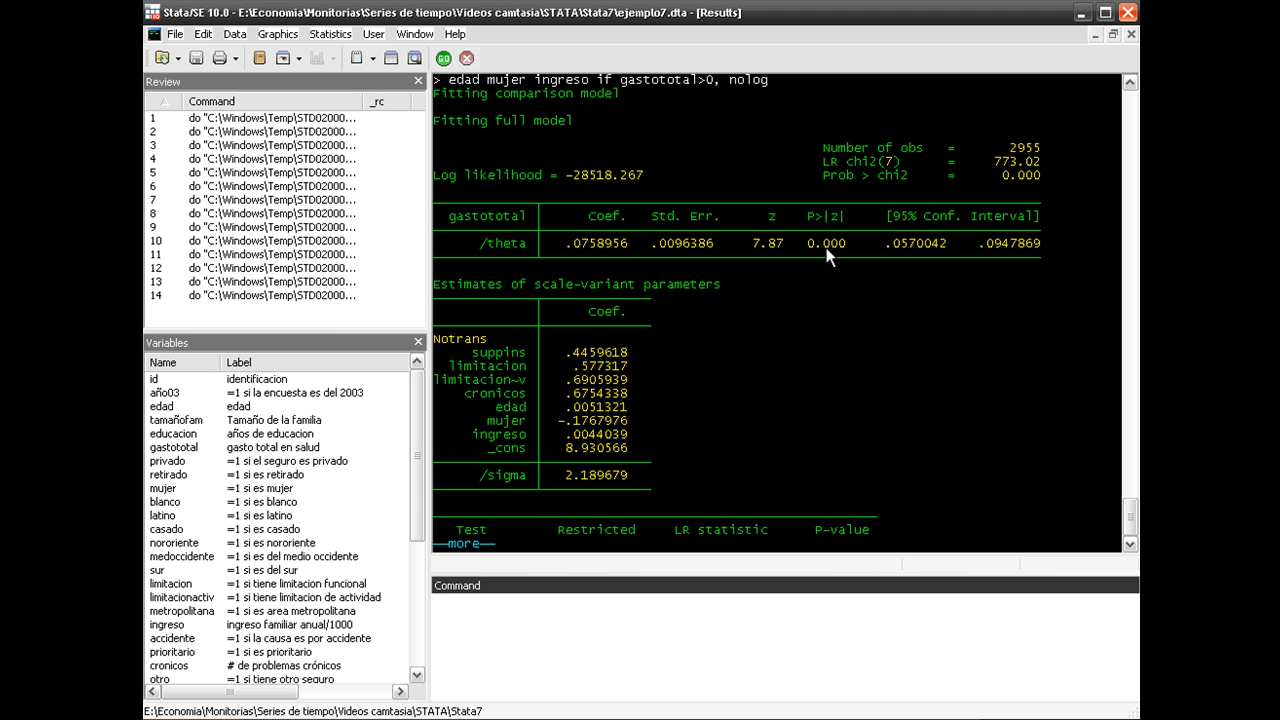 Stata/SE 10.0 - E:\Economia\Monitorias\Series de tiempo\Videos camtasia\STATA\Stata7\ejemplo7.dta - [Results]
File Edit Data Graphics Statistics User Window Help
GO
Review
Command _rc
1 do "C:\Windows\Temp\STD02000...
2 do "C:\Windows\Temp\STD02000...
3 do "C:\Windows\Temp\STD02000...
4 do "C:\Windows\Temp\STD02000...
5 do "C:\Windows\Temp\STD02000...
6 do "C:\Windows\Temp\STD02000...
7 do "C:\Windows\Temp\STD02000...
8 do "C:\Windows\Temp\STD02000...
9 do "C:\Windows\Temp\STD02000...
10 do "C:\Windows\Temp\STD02000...
11 do "C:\Windows\Temp\STD02000...
12 do "C:\Windows\Temp\STD02000...
13 do "C:\Windows\Temp\STD02000...
14 do "C:\Windows\Temp\STD02000...
Variables
Name Label
id identificacion
año03 =1 si la encuesta es del 2003
edad edad
tamañofam Tamaño de la familia
educacion años de educacion
gastototal gasto total en salud
privado =1 si el seguro es privado
retirado =1 si es retirado
mujer =1 si es mujer
blanco =1 si es blanco
latino =1 si es latino
casado =1 si es casado
nororiente =1 si es nororiente
medoccidente =1 si es del medio occidente
sur =1 si es del sur
limitacion =1 si tiene limitacion funcional
limitacionactiv =1 si tiene limitacion de actividad
metropolitana =1 si es area metropolitana
ingreso ingreso familiar anual/1000
accidente =1 si la causa es por accidente
prioritario =1 si es prioritario
cronicos # de problemas crónicos
otro =1 si tiene otro seguro
> edad mujer ingreso if gastototal>0, nolog
Fitting comparison model
Fitting full model
Number of obs = 2955
LR chi2(7) = 773.02
Log likelihood = -28518.267 Prob > chi2 = 0.000
gastototal Coef. Std. Err. z P>|z| [95% Conf. Interval]
/theta .0758956 .0096386 7.87 0.000 .0570042 .0947869
Estimates of scale-variant parameters
Coef.
Notrans
suppins .4459618
limitacion .577317
limitacion~v .6905939
cronicos .6754338
edad .0051321
mujer -.1767976
ingreso .0044039
_cons 8.930566
/sigma 2.189679
Test Restricted LR statistic P-value
—more—
Command
E:\Economia\Monitorias\Series de tiempo\Videos camtasia\STATA\Stata7